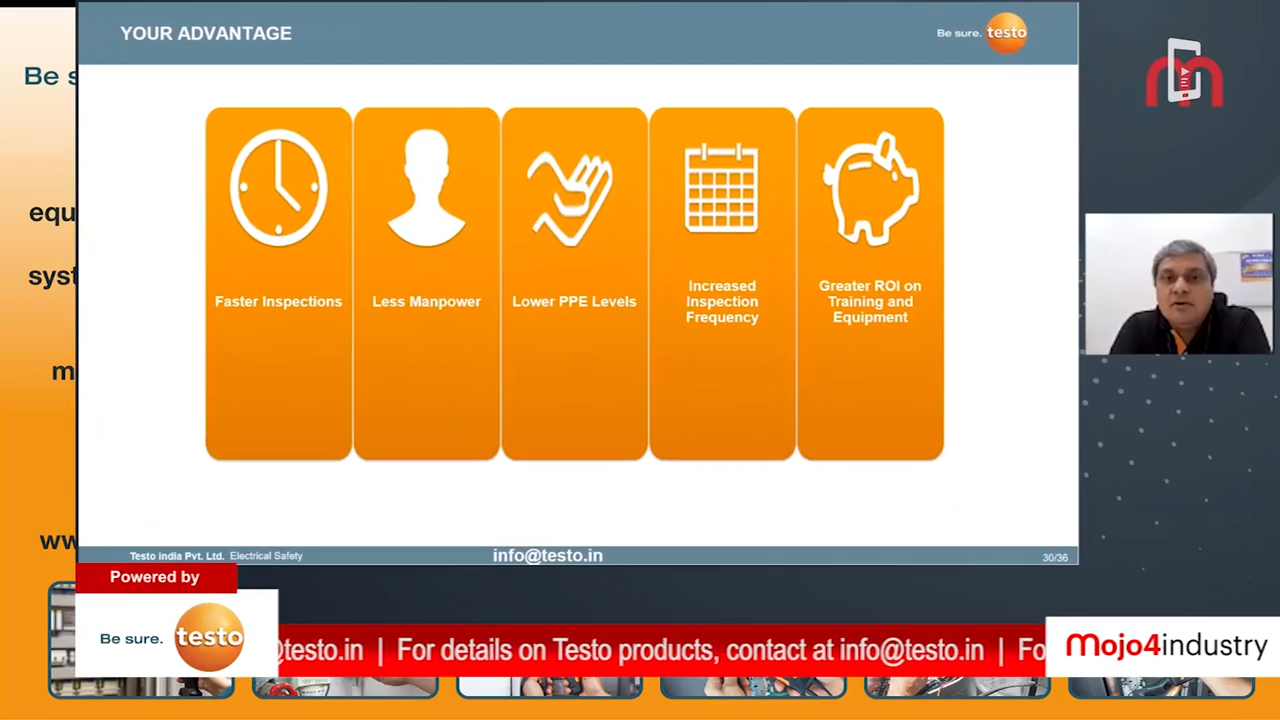 YOUR ADVANTAGE
Be sure. testo
Be s
equ
syst
m
ww
Faster Inspections
Less Manpower
Lower PPE Levels
Increased
Inspection
Frequency
Greater ROI on
Training and
Equipment
Testo india Pvt. Ltd. Electrical Safety
info@testo.in
30/36
Powered by
Be sure. testo
@testo.in | For details on Testo products, contact at info@testo.in | Fo
mojo4industry